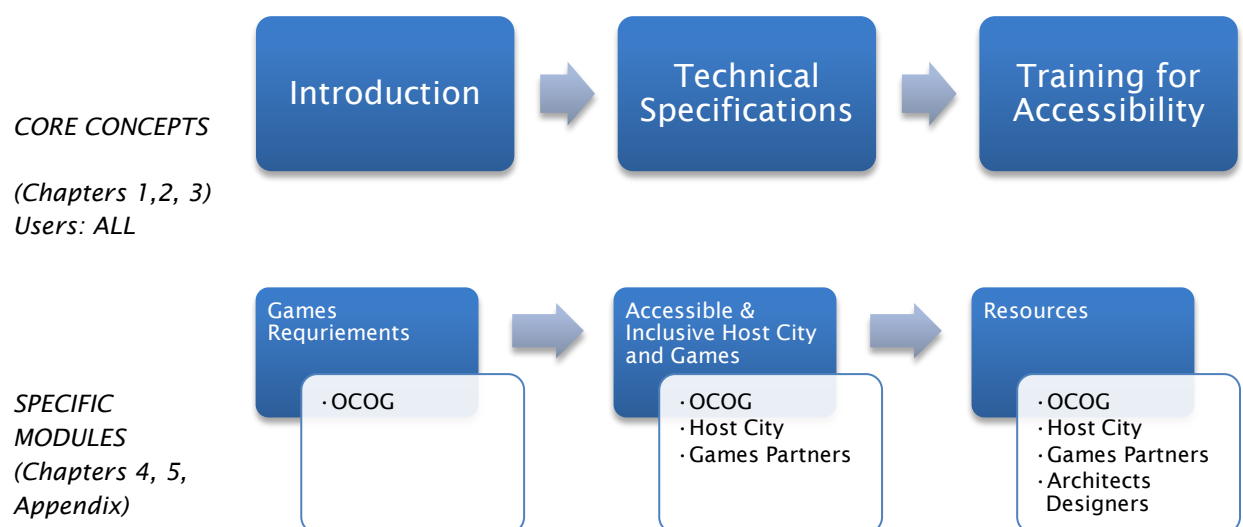 CORE CONCEPTS
(Chapters 1,2, 3)
Users: ALL
Introduction
Technical
Specifications
Training for
Accessibility
SPECIFIC
MODULES
(Chapters 4, 5,
Appendix)
Games
Requriements
·OCOG
Accessible &
Inclusive Host City
and Games
·OCOG
·Host City
·Games Partners
Resources
·OCOG
·Host City
·Games Partners
·Architects
Designers